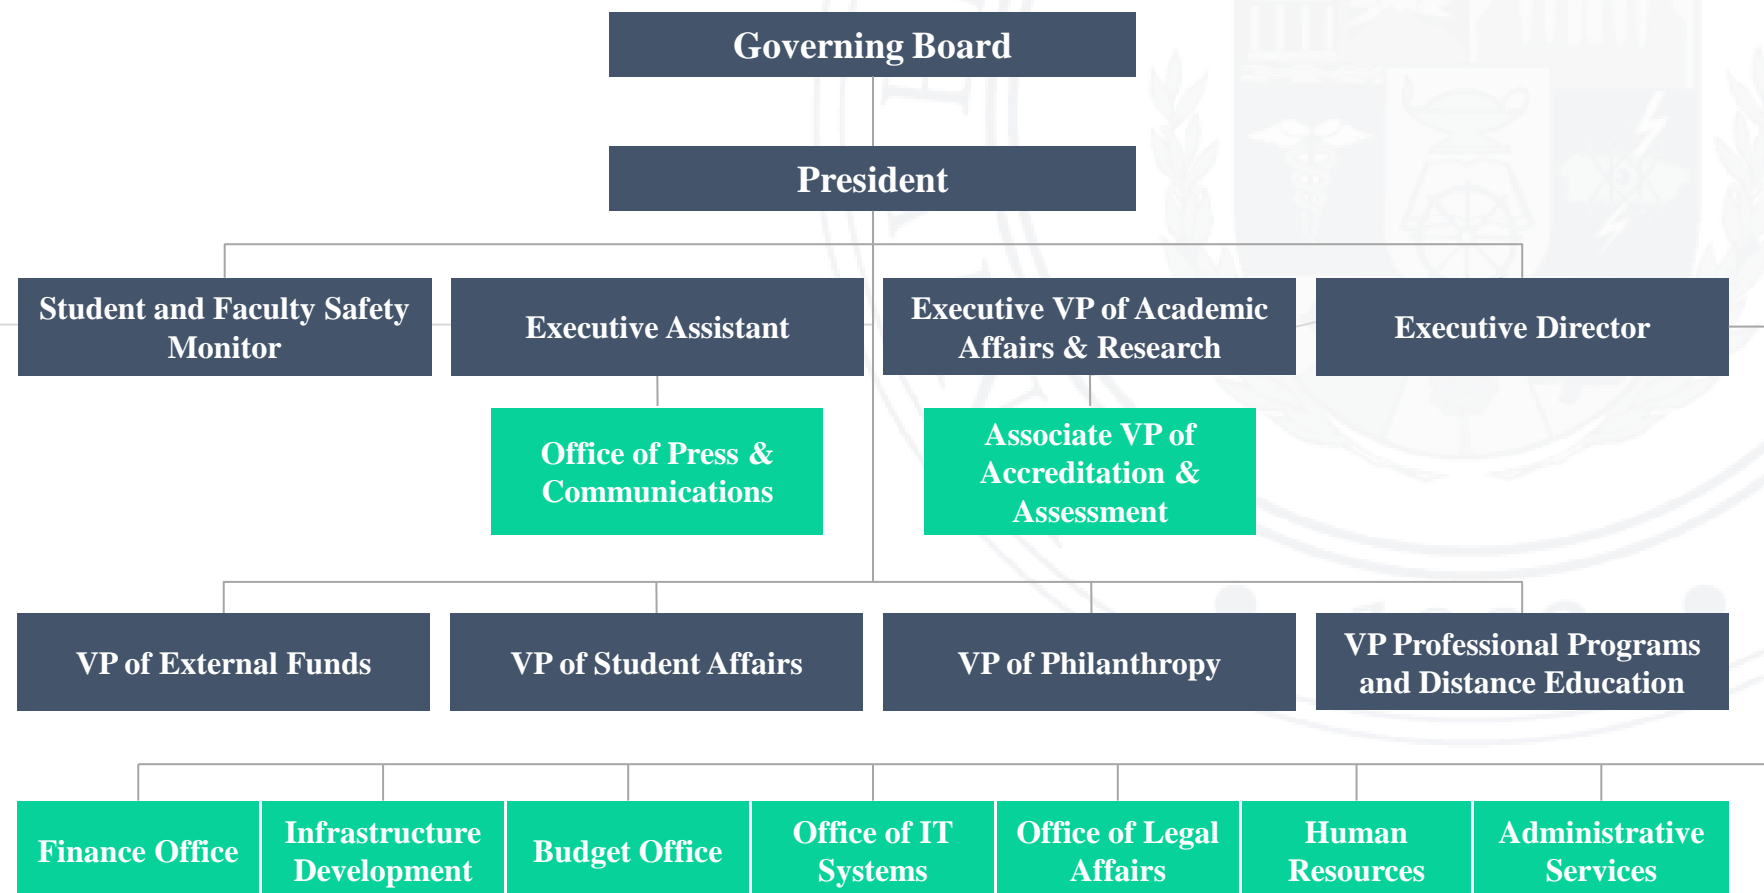 Governing Board
President
Student and Faculty Safety
Monitor
Executive Assistant
Executive VP of Academic
Affairs & Research
Executive Director
Office of Press &
Communications
Associate VP of
Accreditation &
Assessment
VP of External Funds
VP of Student Affairs
VP of Philanthropy
VP Professional Programs
and Distance Education
Finance Office
Infrastructure
Development
Budget Office
Office of IT
Systems
Office of Legal
Affairs
Human
Resources
Administrative
Services